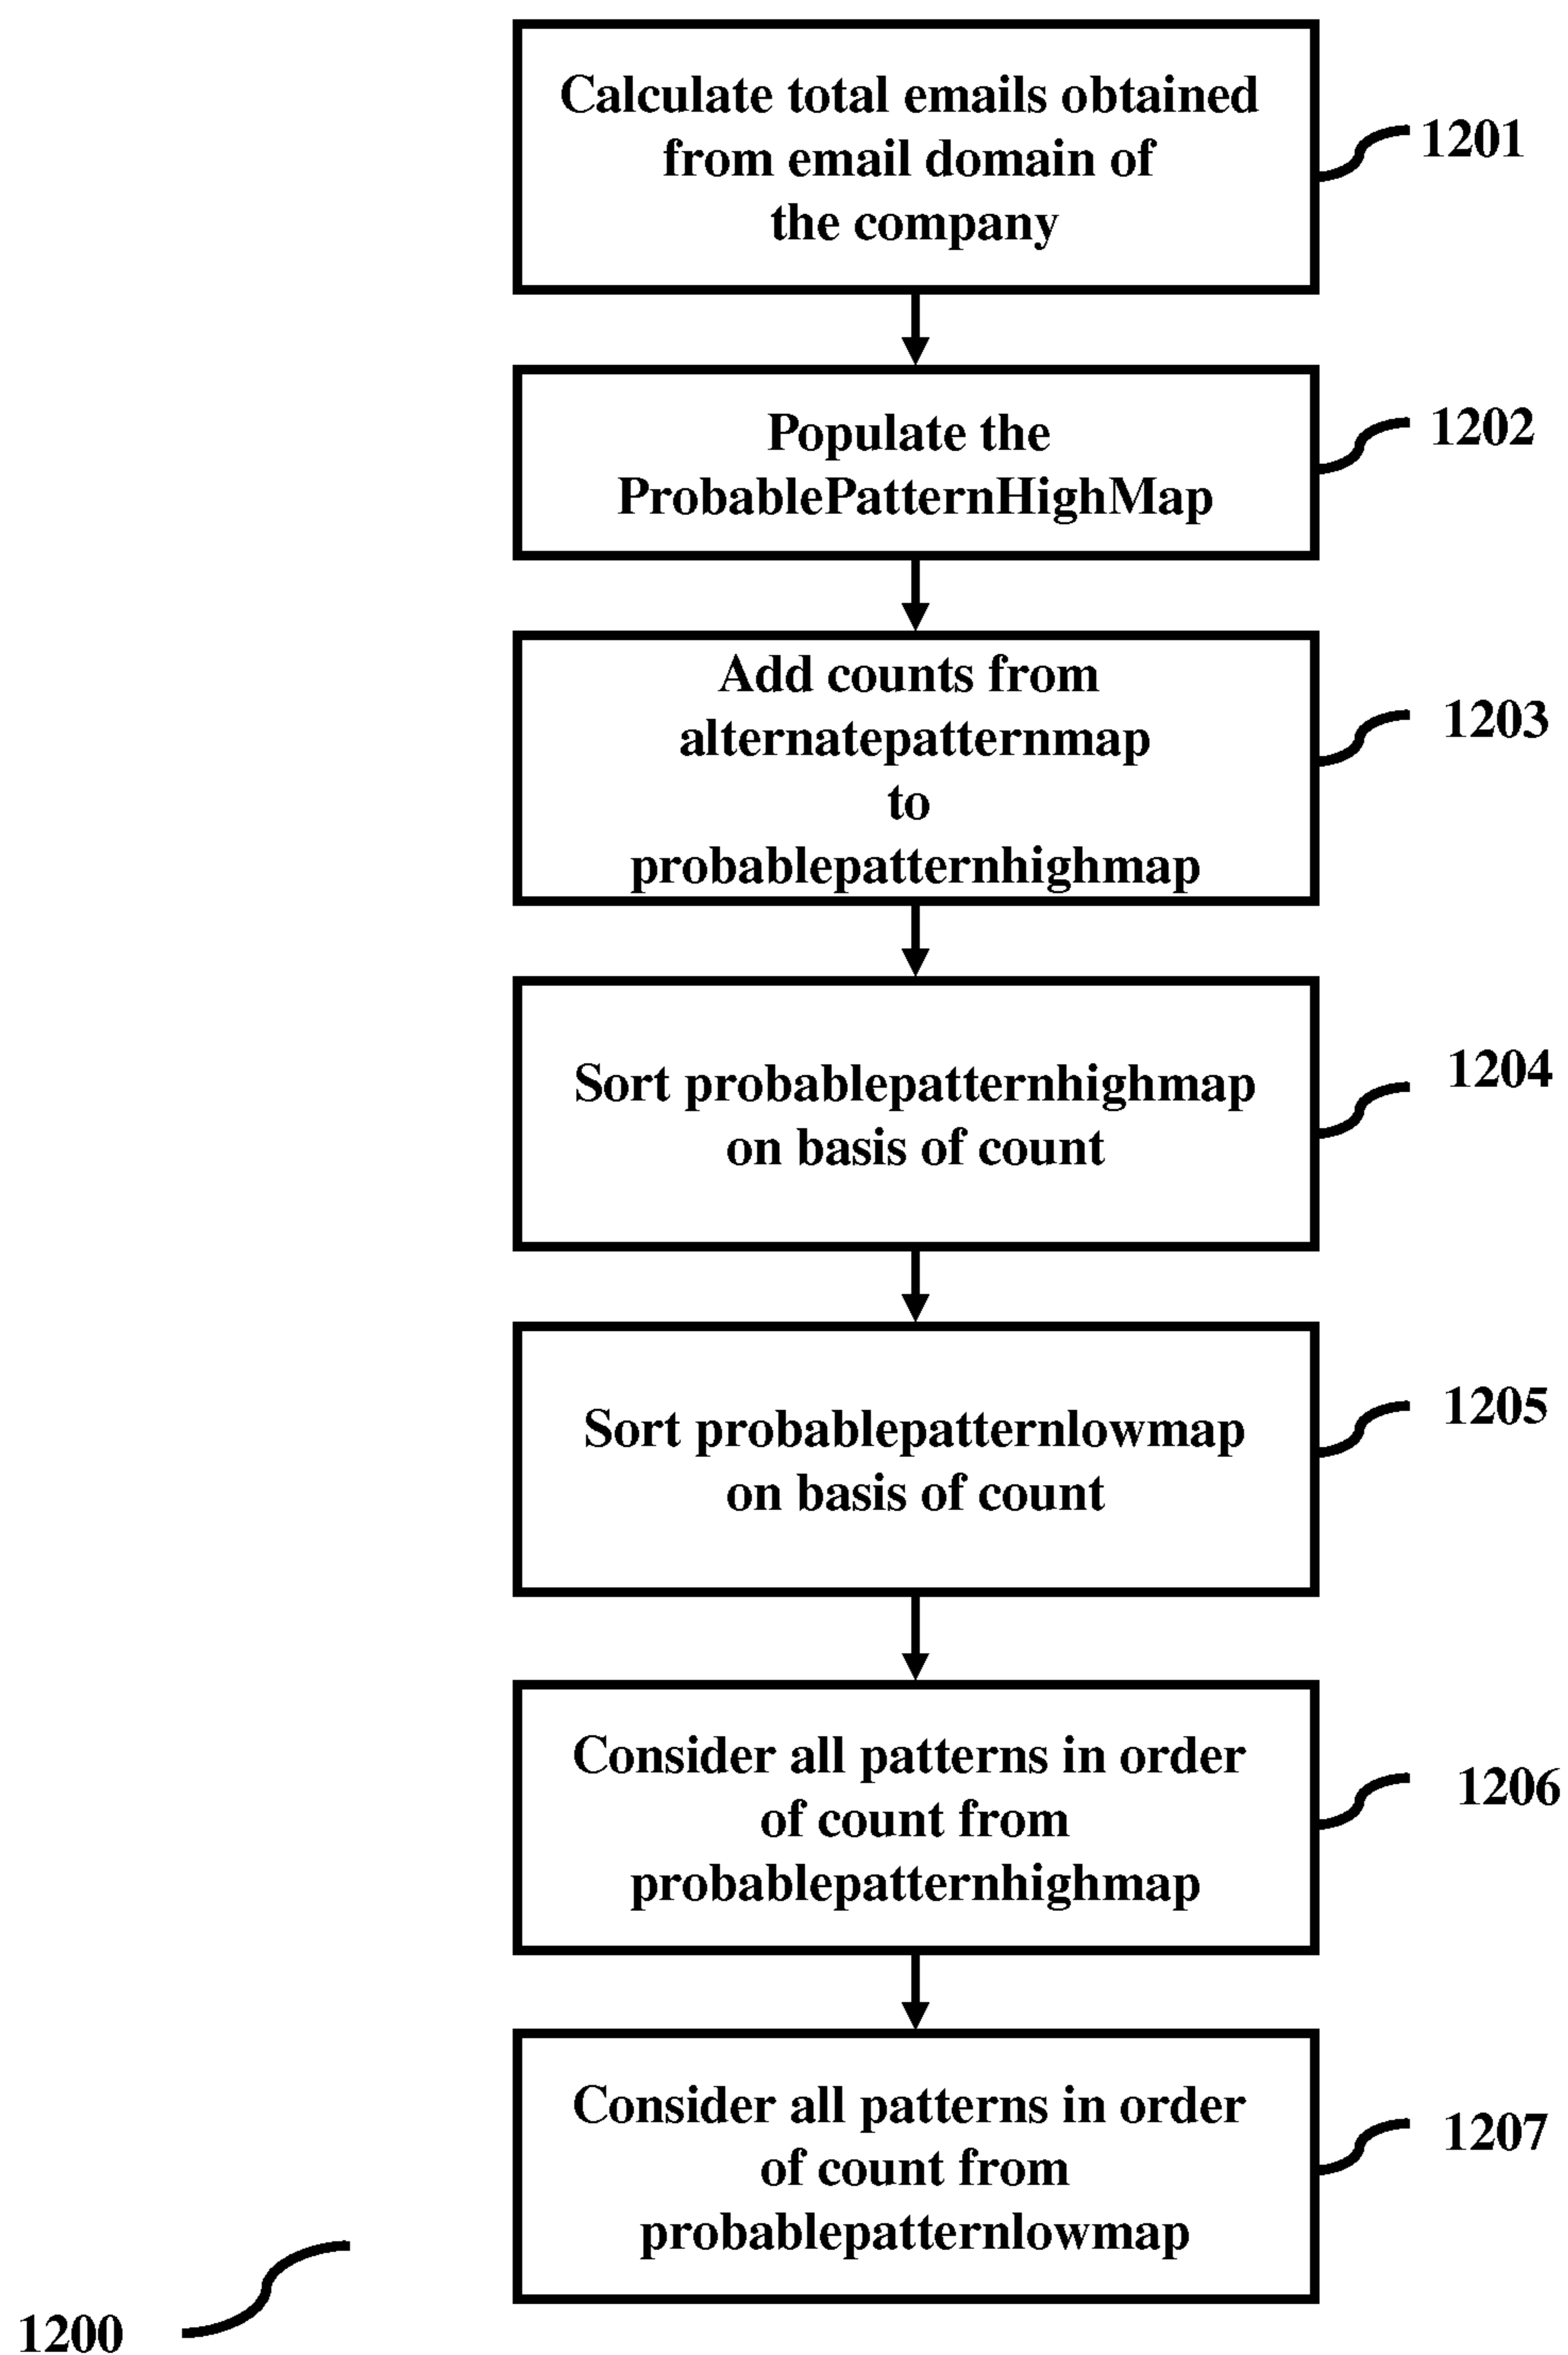 Calculate total emails obtained
from email domain of
the company
1201
Populate the
ProbablePatternHighMap
1202
Add counts from
alternatepatternmap
to
probablepatternhighmap
1203
Sort probablepatternhighmap
on basis of count
1204
Sort probablepatternlowmap
on basis of count
1205
Consider all patterns in order
of count from
probablepatternhighmap
1206
Consider all patterns in order
of count from
probablepatternlowmap
1207
1200